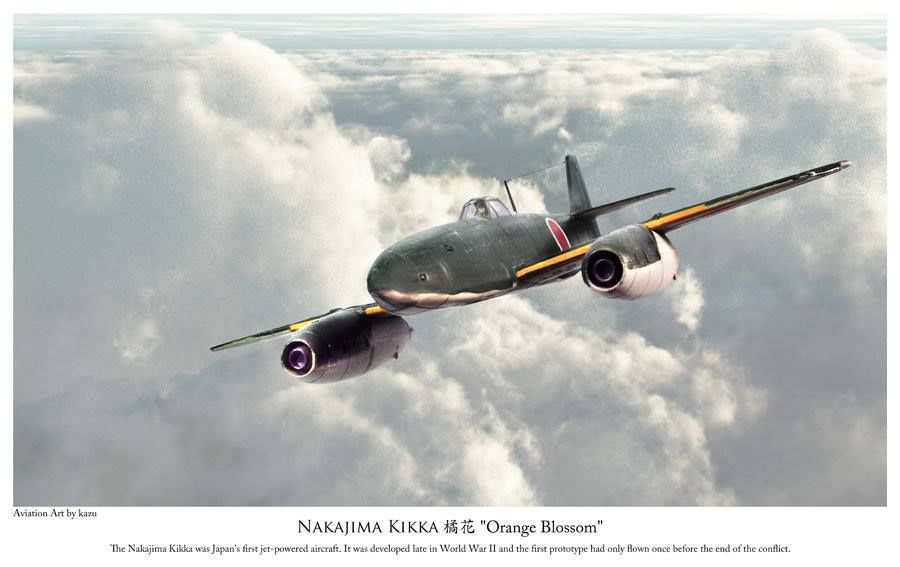 Aviation Art by kazu
Nakajima Kikka 橘花 "Orange Blossom"
The Nakajima Kikka was Japan's first jet-powered aircraft. It was developed late in World War II and the first prototype had only flown once before the end of the conflict.